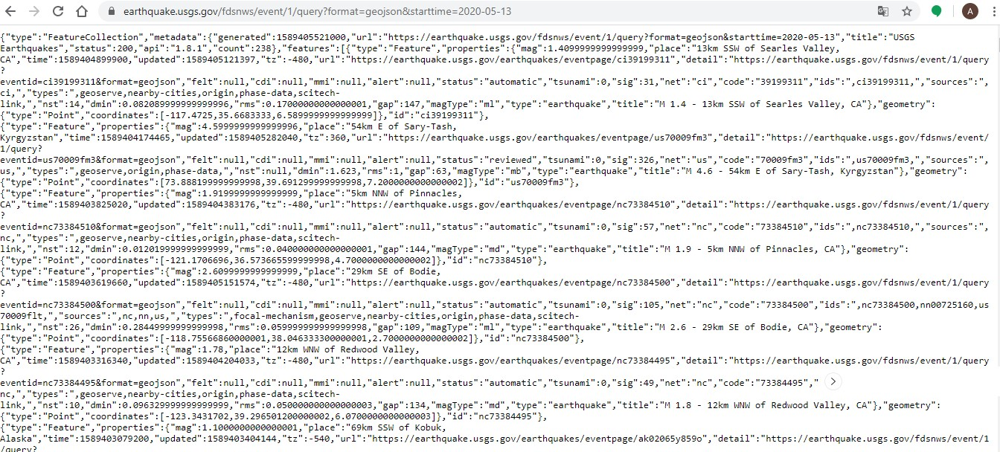 earthquake.usgs.gov/fdsnws/event/1/query?format=geojson&starttime=2020-05-13
A
{"type":"FeatureCollection","metadata":{"generated":1589405521000,"url":"https://earthquake.usgs.gov/fdsnws/event/1/query?format=geojson&starttime=2020-05-13","title":"USGS
Earthquakes","status":200,"api":"1.8.1","count":238},"features":[{"type":"Feature","properties":{"mag":1.4099999999999999,"place":"13km SSW of Searles Valley,
CA","time":1589404899900,"updated":1589405121397,"tz":-480,"url":"https://earthquake.usgs.gov/earthquakes/eventpage/ci39199311","detail":"https://earthquake.usgs.gov/fdsnws/event/1/query
?
eventid=ci39199311&format=geojson","felt":null,"cdi":null,"mmi":null,"alert":null,"status":"automatic","tsunami":0,"sig":31,"net":"ci","code":"39199311","ids":",ci39199311,","sources":",
ci,","types":",geoserve,nearby-cities,origin,phase-data,scitech-
link,","nst":14,"dmin":0.082089999999999996,"rms":0.17000000000000001,"gap":147,"magType":"ml","type":"earthquake","title":"M 1.4 - 13km SSW of Searles Valley, CA"},"geometry":
{"type":"Point","coordinates":[-117.4725,35.6683333,6.5899999999999999]},"id":"ci39199311"},
{"type":"Feature","properties":{"mag":4.5999999999999996,"place":"54km E of Sary-Tash,
Kyrgyzstan","time":1589404174465,"updated":1589405282040,"tz":360,"url":"https://earthquake.usgs.gov/earthquakes/eventpage/us70009fm3","detail":"https://earthquake.usgs.gov/fdsnws/event/
1/query?
eventid=us70009fm3&format=geojson","felt":null,"cdi":null,"mmi":null,"alert":null,"status":"reviewed","tsunami":0,"sig":326,"net":"us","code":"70009fm3","ids":",us70009fm3,","sources":",
us,","types":",geoserve,origin,phase-data,","nst":null,"dmin":1.623,"rms":1,"gap":63,"magType":"mb","type":"earthquake","title":"M 4.6 - 54km E of Sary-Tash, Kyrgyzstan"},"geometry":
{"type":"Point","coordinates":[73.888199999999998,39.691299999999998,7.2000000000000002]},"id":"us70009fm3"},
{"type":"Feature","properties":{"mag":1.9199999999999999,"place":"5km NNW of Pinnacles,
CA","time":1589403825020,"updated":1589404383176,"tz":-480,"url":"https://earthquake.usgs.gov/earthquakes/eventpage/nc73384510","detail":"https://earthquake.usgs.gov/fdsnws/event/1/query
?
eventid=nc73384510&format=geojson","felt":null,"cdi":null,"mmi":null,"alert":null,"status":"automatic","tsunami":0,"sig":57,"net":"nc","code":"73384510","ids":",nc73384510,","sources":",
nc,","types":",geoserve,nearby-cities,origin,phase-data,scitech-
link,","nst":12,"dmin":0.012019999999999999,"rms":0.040000000000000001,"gap":144,"magType":"md","type":"earthquake","title":"M 1.9 - 5km NNW of Pinnacles, CA"},"geometry":
{"type":"Point","coordinates":[-121.1706696,36.573665599999998,4.7000000000000002]},"id":"nc73384510"},
{"type":"Feature","properties":{"mag":2.6099999999999999,"place":"29km SE of Bodie,
CA","time":1589403619660,"updated":1589405151574,"tz":-480,"url":"https://earthquake.usgs.gov/earthquakes/eventpage/nc73384500","detail":"https://earthquake.usgs.gov/fdsnws/event/1/query
?
eventid=nc73384500&format=geojson","felt":null,"cdi":null,"mmi":null,"alert":null,"status":"automatic","tsunami":0,"sig":105,"net":"nc","code":"73384500","ids":",nc73384500,nn00725160,us
70009flt,","sources":",nc,nn,us,","types":",focal-mechanism,geoserve,nearby-cities,origin,phase-data,scitech-
link,","nst":26,"dmin":0.28449999999999998,"rms":0.059999999999999998,"gap":109,"magType":"ml","type":"earthquake","title":"M 2.6 - 29km SE of Bodie, CA"},"geometry":
{"type":"Point","coordinates":[-118.75566860000001,38.046333300000001,2.7000000000000002]},"id":"nc73384500"},
{"type":"Feature","properties":{"mag":1.78,"place":"12km WNW of Redwood Valley,
CA","time":1589403316340,"updated":1589404204033,"tz":-480,"url":"https://earthquake.usgs.gov/earthquakes/eventpage/nc73384495","detail":"https://earthquake.usgs.gov/fdsnws/event/1/query
?
eventid=nc73384495&format=geojson","felt":null,"cdi":null,"mmi":null,"alert":null,"status":"automatic","tsunami":0,"sig":49,"net":"nc","code":"73384495","
nc,","types":",geoserve,nearby-cities,origin,phase-data,scitech-
link,","nst":10,"dmin":0.096329999999999999,"rms":0.050000000000000003,"gap":134,"magType":"md","type":"earthquake","title":"M 1.8 - 12km WNW of Redwood Valley, CA"},"geometry":
{"type":"Point","coordinates":[-123.3431702,39.296501200000002,6.0700000000000003]},"id":"nc73384495"},
{"type":"Feature","properties":{"mag":1.1000000000000001,"place":"69km SSW of Kobuk,
Alaska","time":1589403079200,"updated":1589403404144,"tz":-540,"url":"https://earthquake.usgs.gov/earthquakes/eventpage/ak02065y859o","detail":"https://earthquake.usgs.gov/fdsnws/event/1
/query?